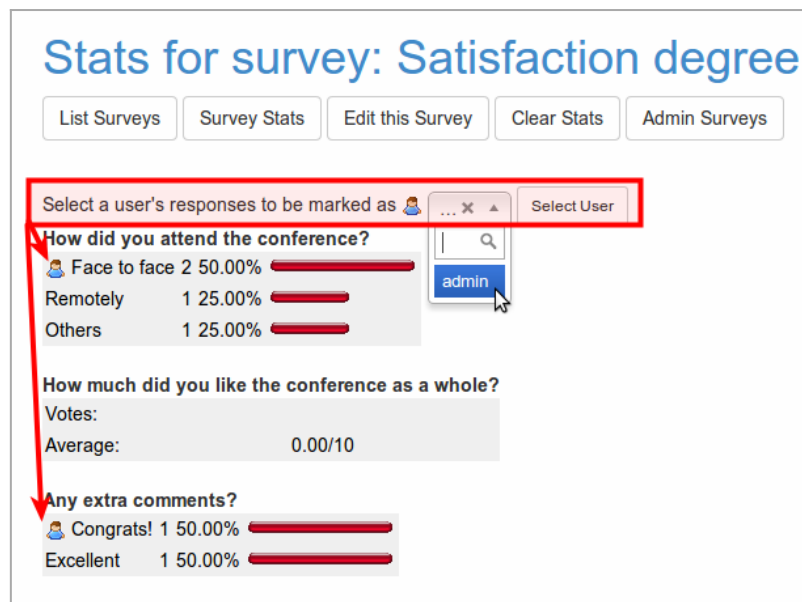 Stats for survey: Satisfaction degree
List Surveys Survey Stats Edit this Survey Clear Stats Admin Surveys
Select a user's responses to be marked as ... Select User
admin
How did you attend the conference?
Face to face 2 50.00%
Remotely 1 25.00%
Others 1 25.00%
How much did you like the conference as a whole?
Votes:
Average: 0.00/10
Any extra comments?
Congrats! 1 50.00%
Excellent 1 50.00%